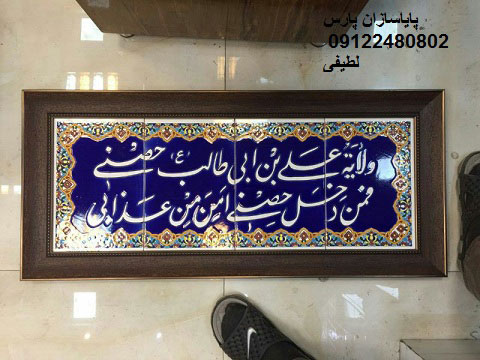 پایاسازان پارس
09122480802
لطیفی
ولایة علی بن ابی طالب ع حصنی
فمن دخل حصنی امن من عذابی